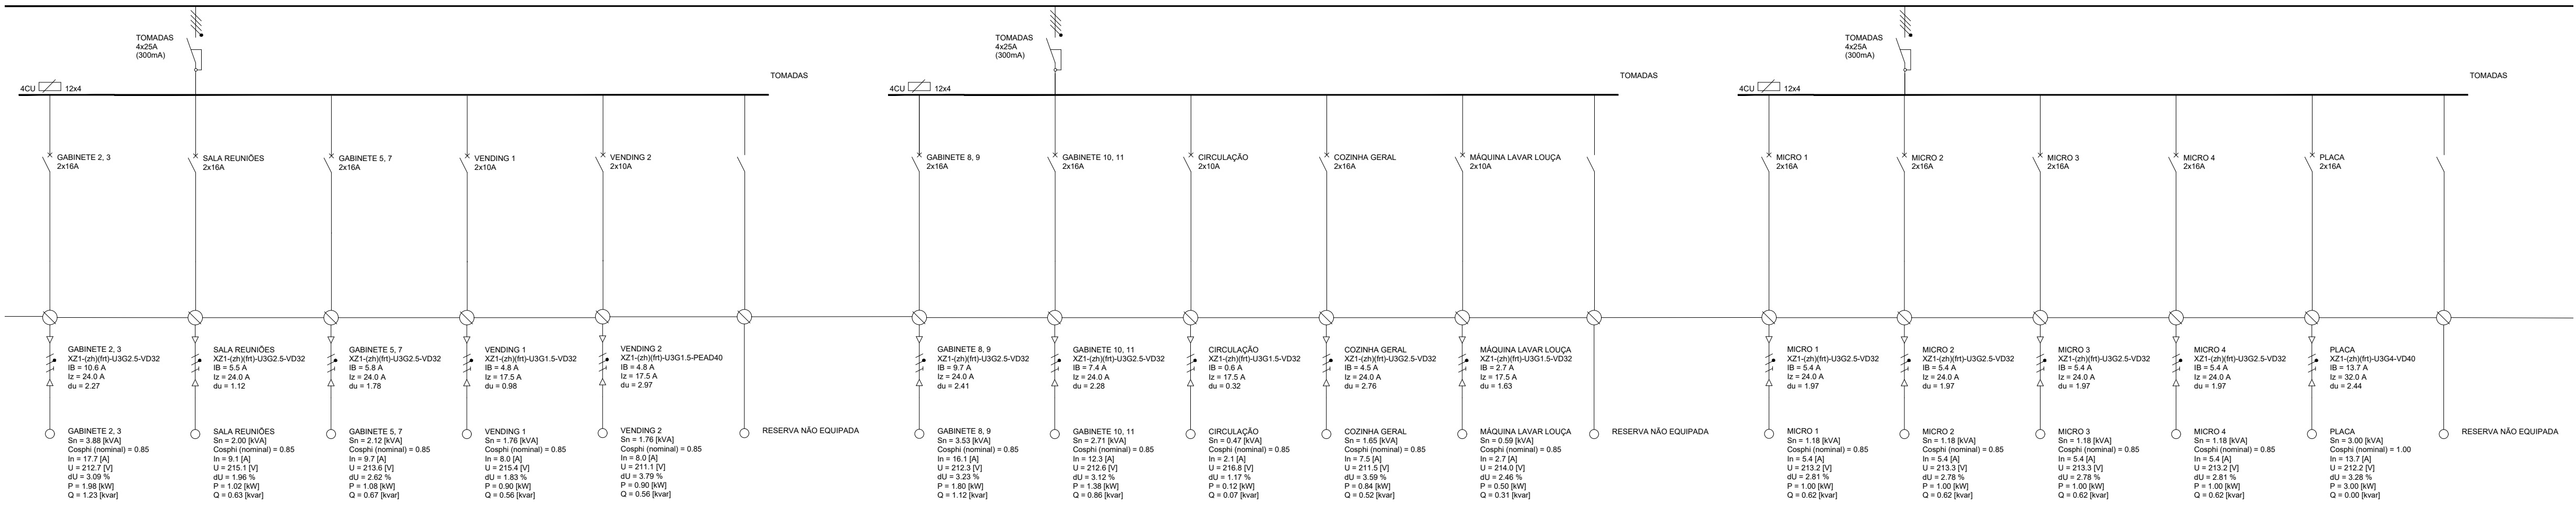 TOMADAS
4x25A
(300mA)
TOMADAS
4CU 12x4
GABINETE 2, 3
2x16A
SALA REUNIÕES
2x16A
GABINETE 5, 7
2x16A
VENDING 1
2x10A
VENDING 2
2x10A
GABINETE 2, 3
XZ1-(zh)(frt)-U3G2.5-VD32
IB = 10.6 A
Iz = 24.0 A
du = 2.27
SALA REUNIÕES
XZ1-(zh)(frt)-U3G2.5-VD32
IB = 5.5 A
Iz = 24.0 A
du = 1.12
GABINETE 5, 7
XZ1-(zh)(frt)-U3G2.5-VD32
IB = 5.8 A
Iz = 24.0 A
du = 1.78
VENDING 1
XZ1-(zh)(frt)-U3G1.5-VD32
IB = 4.8 A
Iz = 17.5 A
du = 0.98
VENDING 2
XZ1-(zh)(frt)-U3G1.5-PEAD40
IB = 4.8 A
Iz = 17.5 A
du = 2.97
GABINETE 2, 3
Sn = 3.88 [kVA]
Cosphi (nominal) = 0.85
In = 17.7 [A]
U = 212.7 [V]
dU = 3.09 %
P = 1.98 [kW]
Q = 1.23 [kvar]
SALA REUNIÕES
Sn = 2.00 [kVA]
Cosphi (nominal) = 0.85
In = 9.1 [A]
U = 215.1 [V]
dU = 1.96 %
P = 1.02 [kW]
Q = 0.63 [kvar]
GABINETE 5, 7
Sn = 2.12 [kVA]
Cosphi (nominal) = 0.85
In = 9.7 [A]
U = 213.6 [V]
dU = 2.62 %
P = 1.08 [kW]
Q = 0.67 [kvar]
VENDING 1
Sn = 1.76 [kVA]
Cosphi (nominal) = 0.85
In = 8.0 [A]
U = 215.4 [V]
dU = 1.83 %
P = 0.90 [kW]
Q = 0.56 [kvar]
VENDING 2
Sn = 1.76 [kVA]
Cosphi (nominal) = 0.85
In = 8.0 [A]
U = 211.1 [V]
dU = 3.79 %
P = 0.90 [kW]
Q = 0.56 [kvar]
RESERVA NÃO EQUIPADA
TOMADAS
4x25A
(300mA)
TOMADAS
4CU 12x4
GABINETE 8, 9
2x16A
GABINETE 10, 11
2x16A
CIRCULAÇÃO
2x10A
COZINHA GERAL
2x16A
MÁQUINA LAVAR LOUÇA
2x10A
GABINETE 8, 9
XZ1-(zh)(frt)-U3G2.5-VD32
IB = 9.7 A
Iz = 24.0 A
du = 2.41
GABINETE 10, 11
XZ1-(zh)(frt)-U3G2.5-VD32
IB = 7.4 A
Iz = 24.0 A
du = 2.28
CIRCULAÇÃO
XZ1-(zh)(frt)-U3G1.5-VD32
IB = 0.6 A
Iz = 17.5 A
du = 0.32
COZINHA GERAL
XZ1-(zh)(frt)-U3G2.5-VD32
IB = 4.5 A
Iz = 24.0 A
du = 2.76
MÁQUINA LAVAR LOUÇA
XZ1-(zh)(frt)-U3G1.5-VD32
IB = 2.7 A
Iz = 17.5 A
du = 1.63
GABINETE 8, 9
Sn = 3.53 [kVA]
Cosphi (nominal) = 0.85
In = 16.1 [A]
U = 212.3 [V]
dU = 3.23 %
P = 1.80 [kW]
Q = 1.12 [kvar]
GABINETE 10, 11
Sn = 2.71 [kVA]
Cosphi (nominal) = 0.85
In = 12.3 [A]
U = 212.6 [V]
dU = 3.12 %
P = 1.38 [kW]
Q = 0.86 [kvar]
CIRCULAÇÃO
Sn = 0.47 [kVA]
Cosphi (nominal) = 0.85
In = 2.1 [A]
U = 216.8 [V]
dU = 1.17 %
P = 0.12 [kW]
Q = 0.07 [kvar]
COZINHA GERAL
Sn = 1.65 [kVA]
Cosphi (nominal) = 0.85
In = 7.5 [A]
U = 211.5 [V]
dU = 3.59 %
P = 0.84 [kW]
Q = 0.52 [kvar]
MÁQUINA LAVAR LOUÇA
Sn = 0.59 [kVA]
Cosphi (nominal) = 0.85
In = 2.7 [A]
U = 214.0 [V]
dU = 2.46 %
P = 0.50 [kW]
Q = 0.31 [kvar]
RESERVA NÃO EQUIPADA
TOMADAS
4x25A
(300mA)
TOMADAS
4CU 12x4
MICRO 1
2x16A
MICRO 2
2x16A
MICRO 3
2x16A
MICRO 4
2x16A
PLACA
2x16A
MICRO 1
XZ1-(zh)(frt)-U3G2.5-VD32
IB = 5.4 A
Iz = 24.0 A
du = 1.97
MICRO 2
XZ1-(zh)(frt)-U3G2.5-VD32
IB = 5.4 A
Iz = 24.0 A
du = 1.97
MICRO 3
XZ1-(zh)(frt)-U3G2.5-VD32
IB = 5.4 A
Iz = 24.0 A
du = 1.97
MICRO 4
XZ1-(zh)(frt)-U3G2.5-VD32
IB = 5.4 A
Iz = 24.0 A
du = 1.97
PLACA
XZ1-(zh)(frt)-U3G4-VD40
IB = 13.7 A
Iz = 32.0 A
du = 2.44
MICRO 1
Sn = 1.18 [kVA]
Cosphi (nominal) = 0.85
In = 5.4 [A]
U = 213.2 [V]
dU = 2.81 %
P = 1.00 [kW]
Q = 0.62 [kvar]
MICRO 2
Sn = 1.18 [kVA]
Cosphi (nominal) = 0.85
In = 5.4 [A]
U = 213.3 [V]
dU = 2.78 %
P = 1.00 [kW]
Q = 0.62 [kvar]
MICRO 3
Sn = 1.18 [kVA]
Cosphi (nominal) = 0.85
In = 5.4 [A]
U = 213.3 [V]
dU = 2.78 %
P = 1.00 [kW]
Q = 0.62 [kvar]
MICRO 4
Sn = 1.18 [kVA]
Cosphi (nominal) = 0.85
In = 5.4 [A]
U = 213.2 [V]
dU = 2.81 %
P = 1.00 [kW]
Q = 0.62 [kvar]
PLACA
Sn = 3.00 [kVA]
Cosphi (nominal) = 1.00
In = 13.7 [A]
U = 212.2 [V]
dU = 3.28 %
P = 3.00 [kW]
Q = 0.00 [kvar]
RESERVA NÃO EQUIPADA